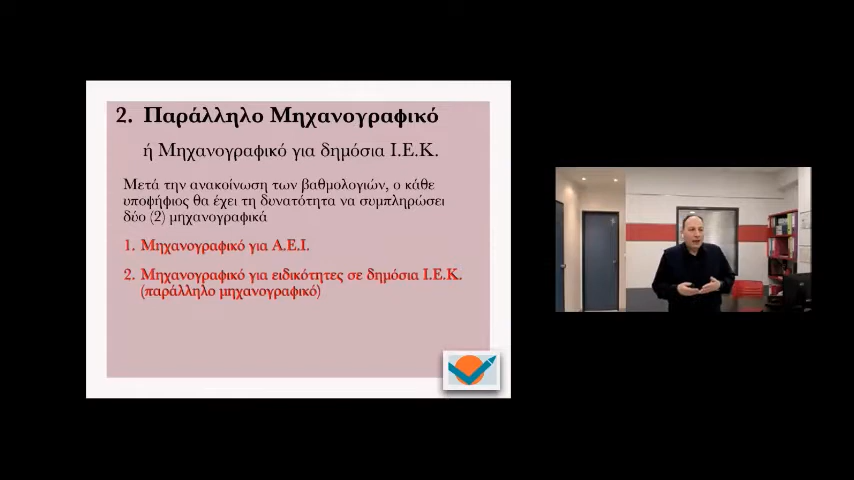 2. Παράλληλο Μηχανογραφικό
ή Μηχανογραφικό για δημόσια Ι.Ε.Κ.
Μετά την ανακοίνωση των βαθμολογιών, ο κάθε
υποψήφιος θα έχει τη δυνατότητα να συμπληρώσει
δύο (2) μηχανογραφικά
1. Μηχανογραφικό για Α.Ε.Ι.
2. Μηχανογραφικό για ειδικότητες σε δημόσια Ι.Ε.Κ.
(παράλληλο μηχανογραφικό)